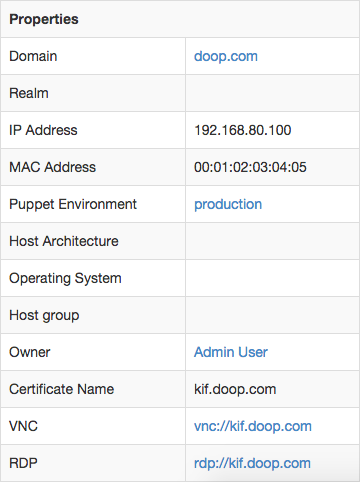 Properties
Domain doop.com
Realm
IP Address 192.168.80.100
MAC Address 00:01:02:03:04:05
Puppet Environment production
Host Architecture
Operating System
Host group
Owner Admin User
Certificate Name kif.doop.com
VNC vnc://kif.doop.com
RDP rdp://kif.doop.com